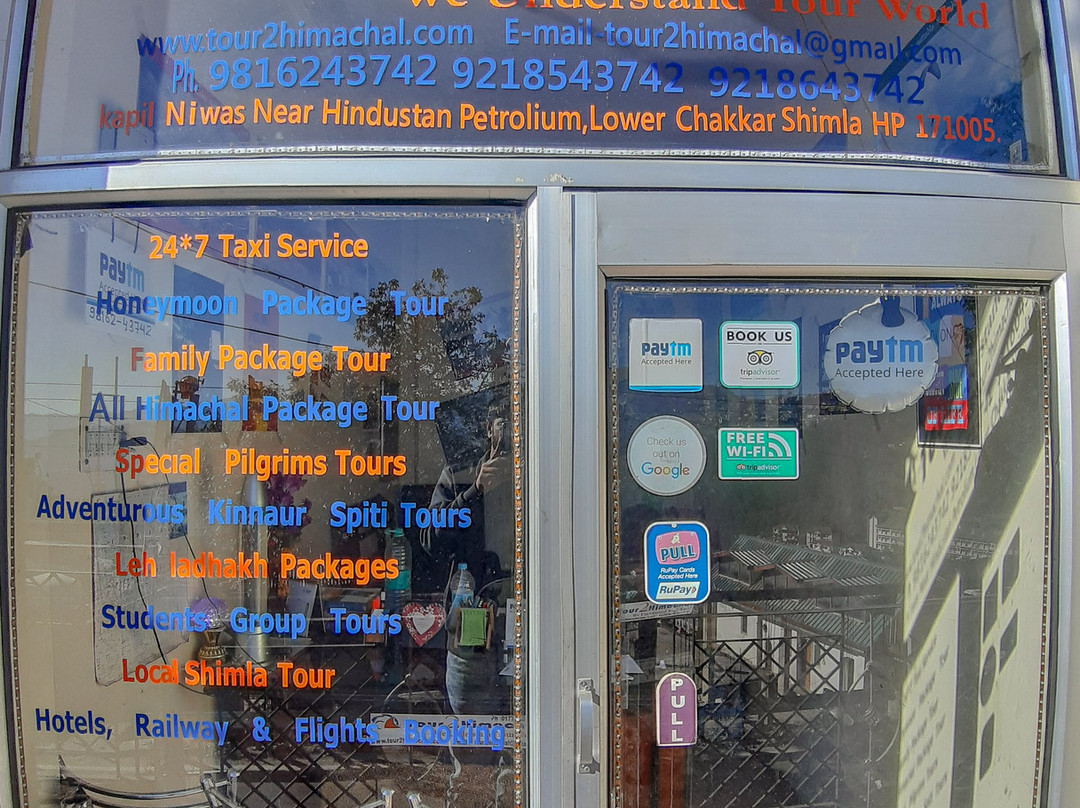 we Understand Your World
www.tour2himachal.com E-mail-tour2himachal@gmail.com
Ph. 9816243742 9218543742 9218643742
kapil Niwas Near Hindustan Petrolium,Lower Chakkar Shimla HP 171005.
24*7 Taxi Service
Honeymoon Package Tour
Family Package Tour
All Himachal Package Tour
Special Pilgrims Tours
Adventurous Kinnaur Spiti Tours
Leh ladhakh Packages
Students Group Tours
Local Shimla Tour
Hotels, Railway & Flights Booking
paytm
Accepted Here
paytm
Accepted Here
BOOK US
tripadvisor
paytm
Accepted Here
Check us
out on
Google
FREE
WI-FI
tripadvisor
PULL
RuPay Cards
Accepted Here
RuPay
PULL